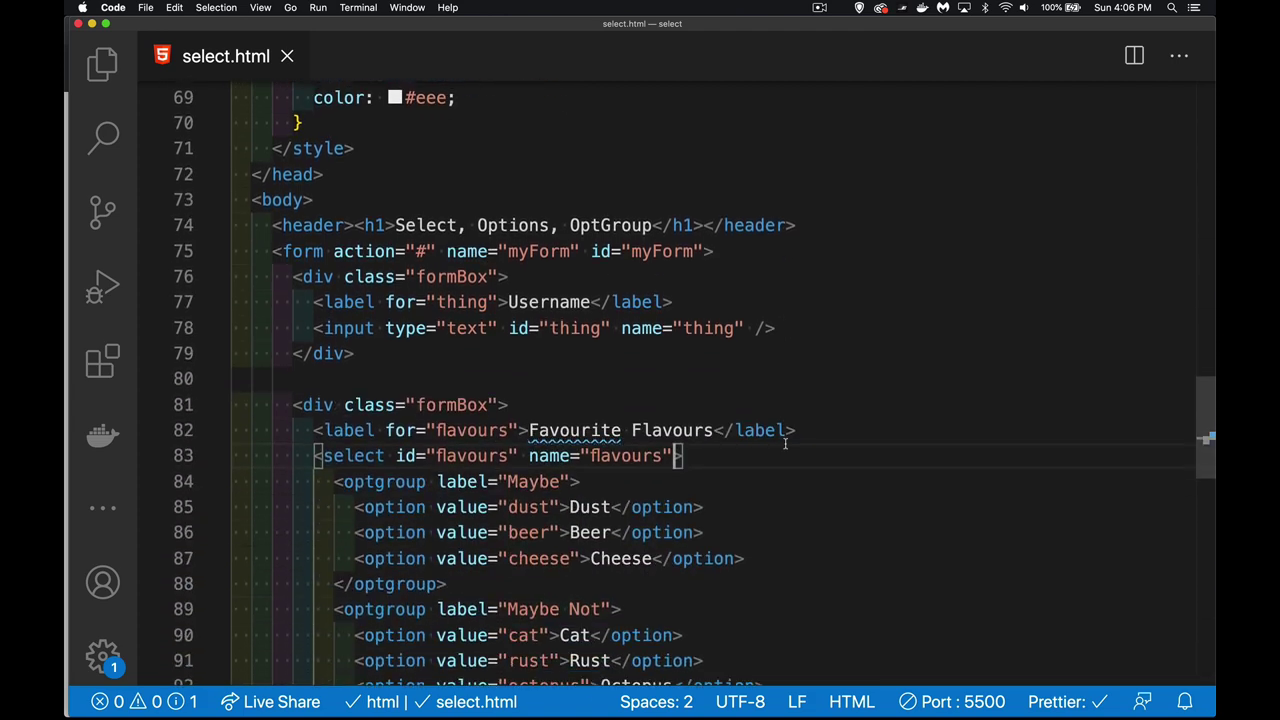 Code File Edit Selection View Go Run Terminal Window Help 100% Sun 4:06 PM
select.html — select
select.html
69 color: #eee;
70 }
71 </style>
72 </head>
73 <body>
74 <header><h1>Select, Options, OptGroup</h1></header>
75 <form action="#" name="myForm" id="myForm">
76 <div class="formBox">
77 <label for="thing">Username</label>
78 <input type="text" id="thing" name="thing" />
79 </div>
80
81 <div class="formBox">
82 <label for="flavours">Favourite Flavours</label>
83 <select id="flavours" name="flavours">
84 <optgroup label="Maybe">
85 <option value="dust">Dust</option>
86 <option value="beer">Beer</option>
87 <option value="cheese">Cheese</option>
88 </optgroup>
89 <optgroup label="Maybe Not">
90 <option value="cat">Cat</option>
91 <option value="rust">Rust</option>
92 <option value="octopus">Octopus</option>
1
0 0 1 Live Share html | select.html Spaces: 2 UTF-8 LF HTML Port : 5500 Prettier: